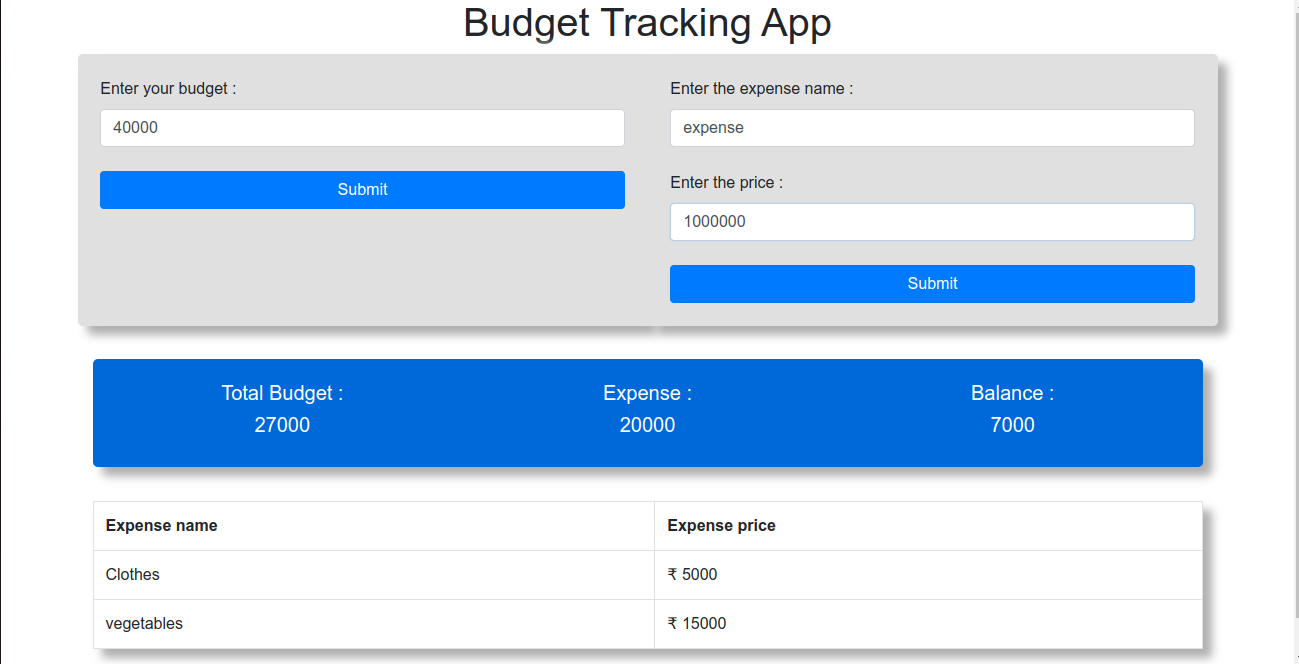 Budget Tracking App
Enter your budget :
40000
Submit
Enter the expense name :
expense
Enter the price :
1000000
Submit
Total Budget :
27000
Expense :
20000
Balance :
7000
Expense name Expense price
Clothes ₹ 5000
vegetables ₹ 15000